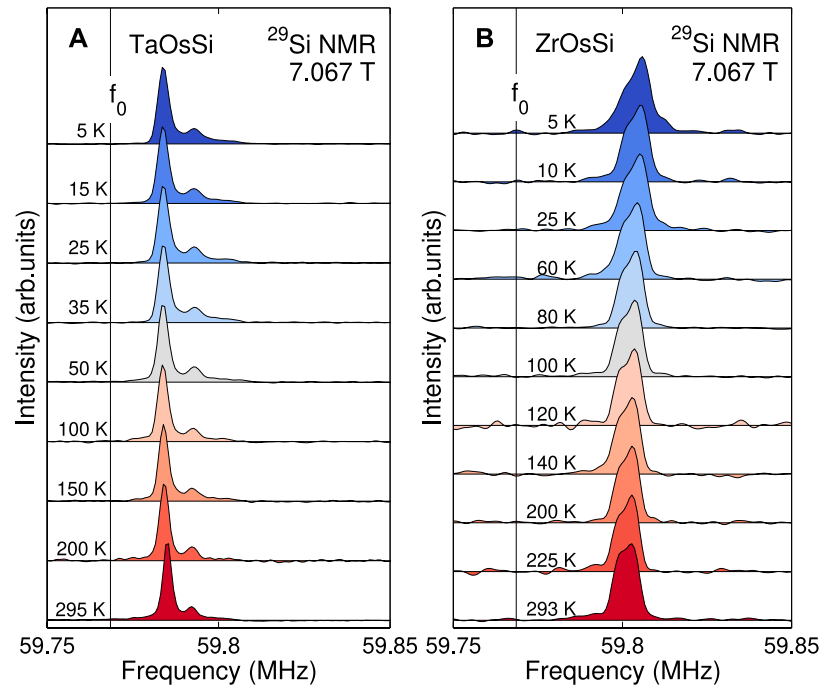 A
TaOsSi
²⁹Si NMR
7.067 T
f₀
5 K
15 K
25 K
35 K
50 K
100 K
150 K
200 K
295 K
59.75
59.8
59.85
Frequency (MHz)
Intensity (arb.units)
B
ZrOsSi
²⁹Si NMR
7.067 T
f₀
5 K
10 K
25 K
60 K
80 K
100 K
120 K
140 K
200 K
225 K
293 K
59.75
59.8
59.85
Frequency (MHz)
Intensity (arb.units)